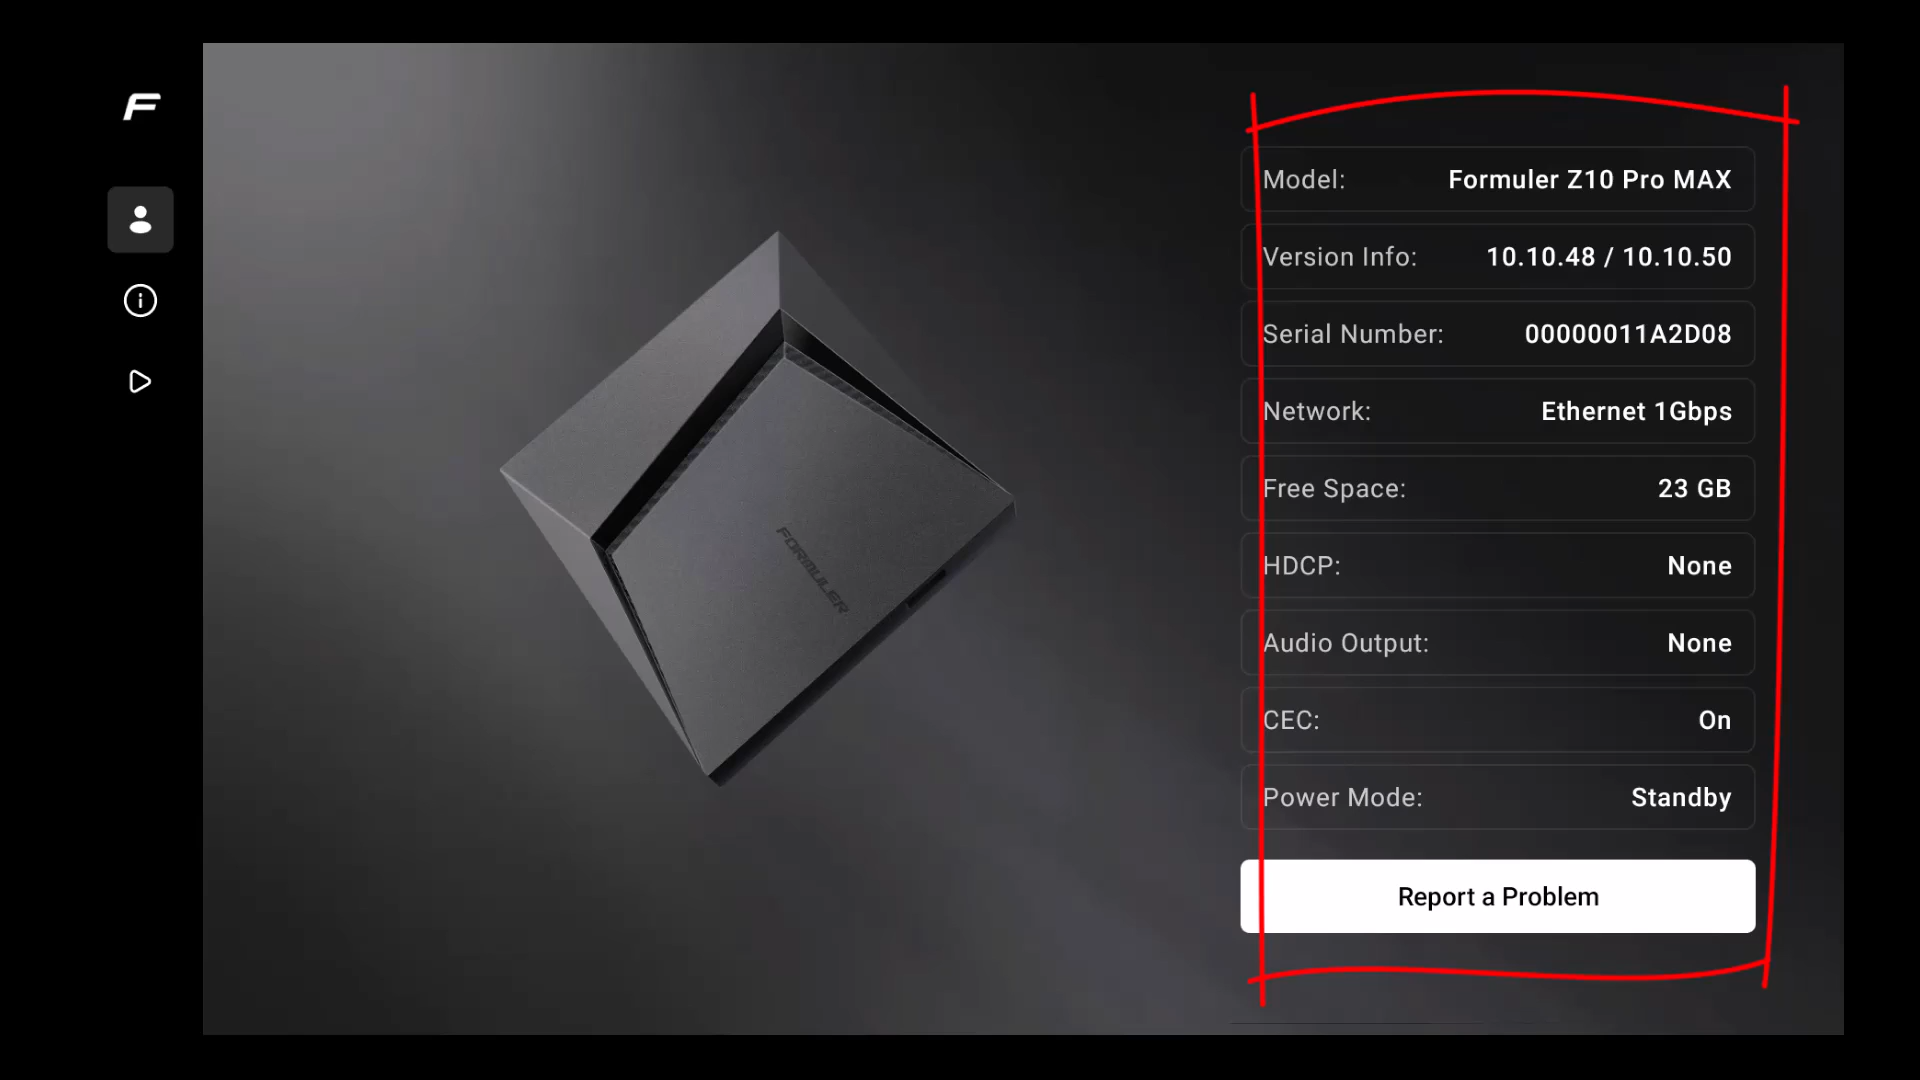 F
FORMULER
Model: Formuler Z10 Pro MAX
Version Info: 10.10.48 / 10.10.50
Serial Number: 00000011A2D08
Network: Ethernet 1Gbps
Free Space: 23 GB
HDCP: None
Audio Output: None
CEC: On
Power Mode: Standby
Report a Problem